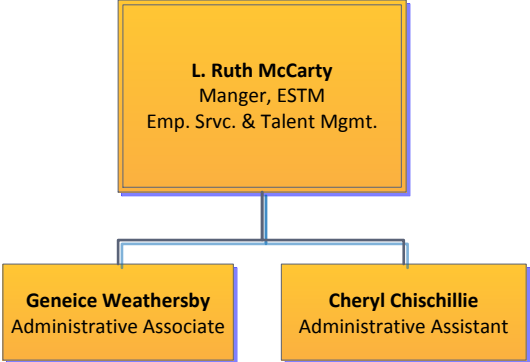 L. Ruth McCarty
Manger, ESTM
Emp. Srvc. & Talent Mgmt.
Geneice Weathersby
Administrative Associate
Cheryl Chischillie
Administrative Assistant